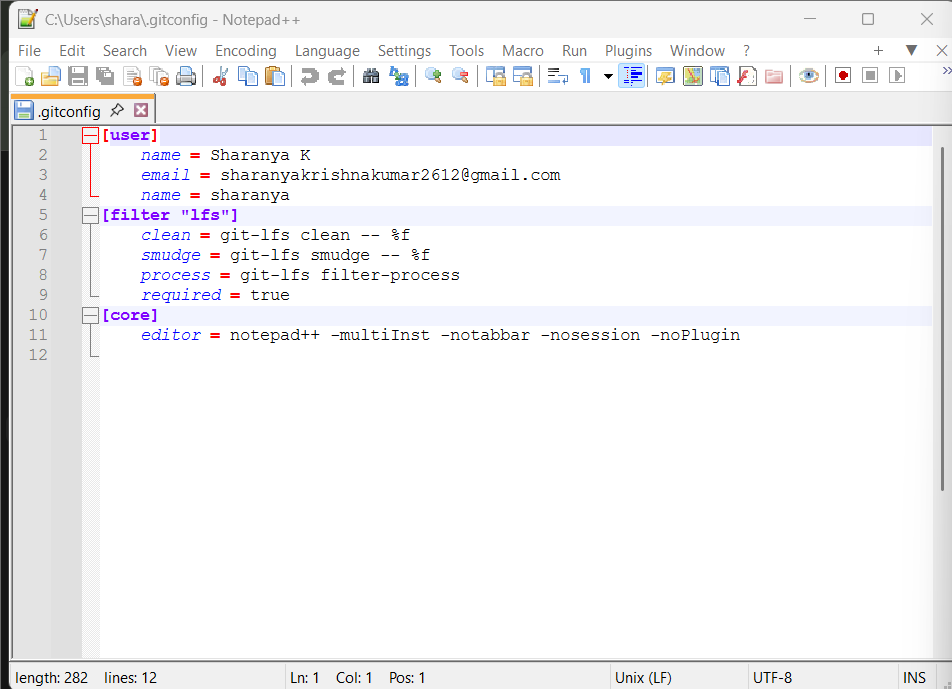 C:\Users\shara\.gitconfig - Notepad++
File Edit Search View Encoding Language Settings Tools Macro Run Plugins Window ? + ▼ X
.gitconfig
1 [user]
2 name = Sharanya K
3 email = sharanyakrishnakumar2612@gmail.com
4 name = sharanya
5 [filter "lfs"]
6 clean = git-lfs clean -- %f
7 smudge = git-lfs smudge -- %f
8 process = git-lfs filter-process
9 required = true
10 [core]
11 editor = notepad++ -multiInst -notabbar -nosession -noPlugin
12
length: 282 lines: 12 Ln: 1 Col: 1 Pos: 1 Unix (LF) UTF-8 INS